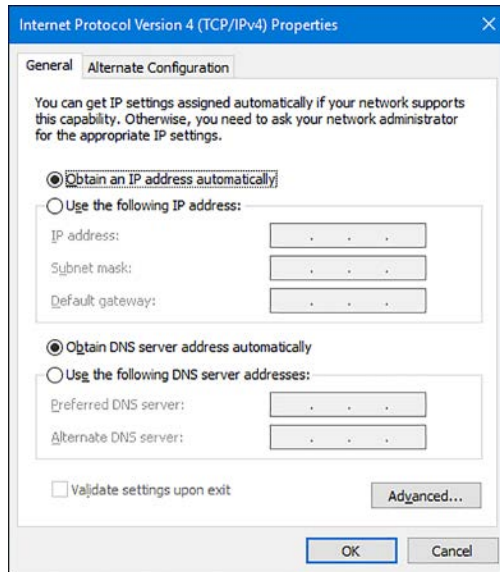 Internet Protocol Version 4 (TCP/IPv4) Properties
General Alternate Configuration
You can get IP settings assigned automatically if your network supports
this capability. Otherwise, you need to ask your network administrator
for the appropriate IP settings.
Obtain an IP address automatically
Use the following IP address:
IP address:
Subnet mask:
Default gateway:
Obtain DNS server address automatically
Use the following DNS server addresses:
Preferred DNS server:
Alternate DNS server:
Validate settings upon exit
Advanced...
OK Cancel